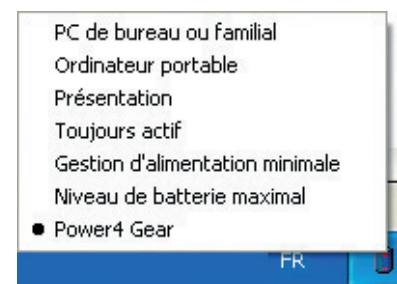 PC de bureau ou familial
Ordinateur portable
Présentation
Toujours actif
Gestion d'alimentation minimale
Niveau de batterie maximal
Power4 Gear
FR